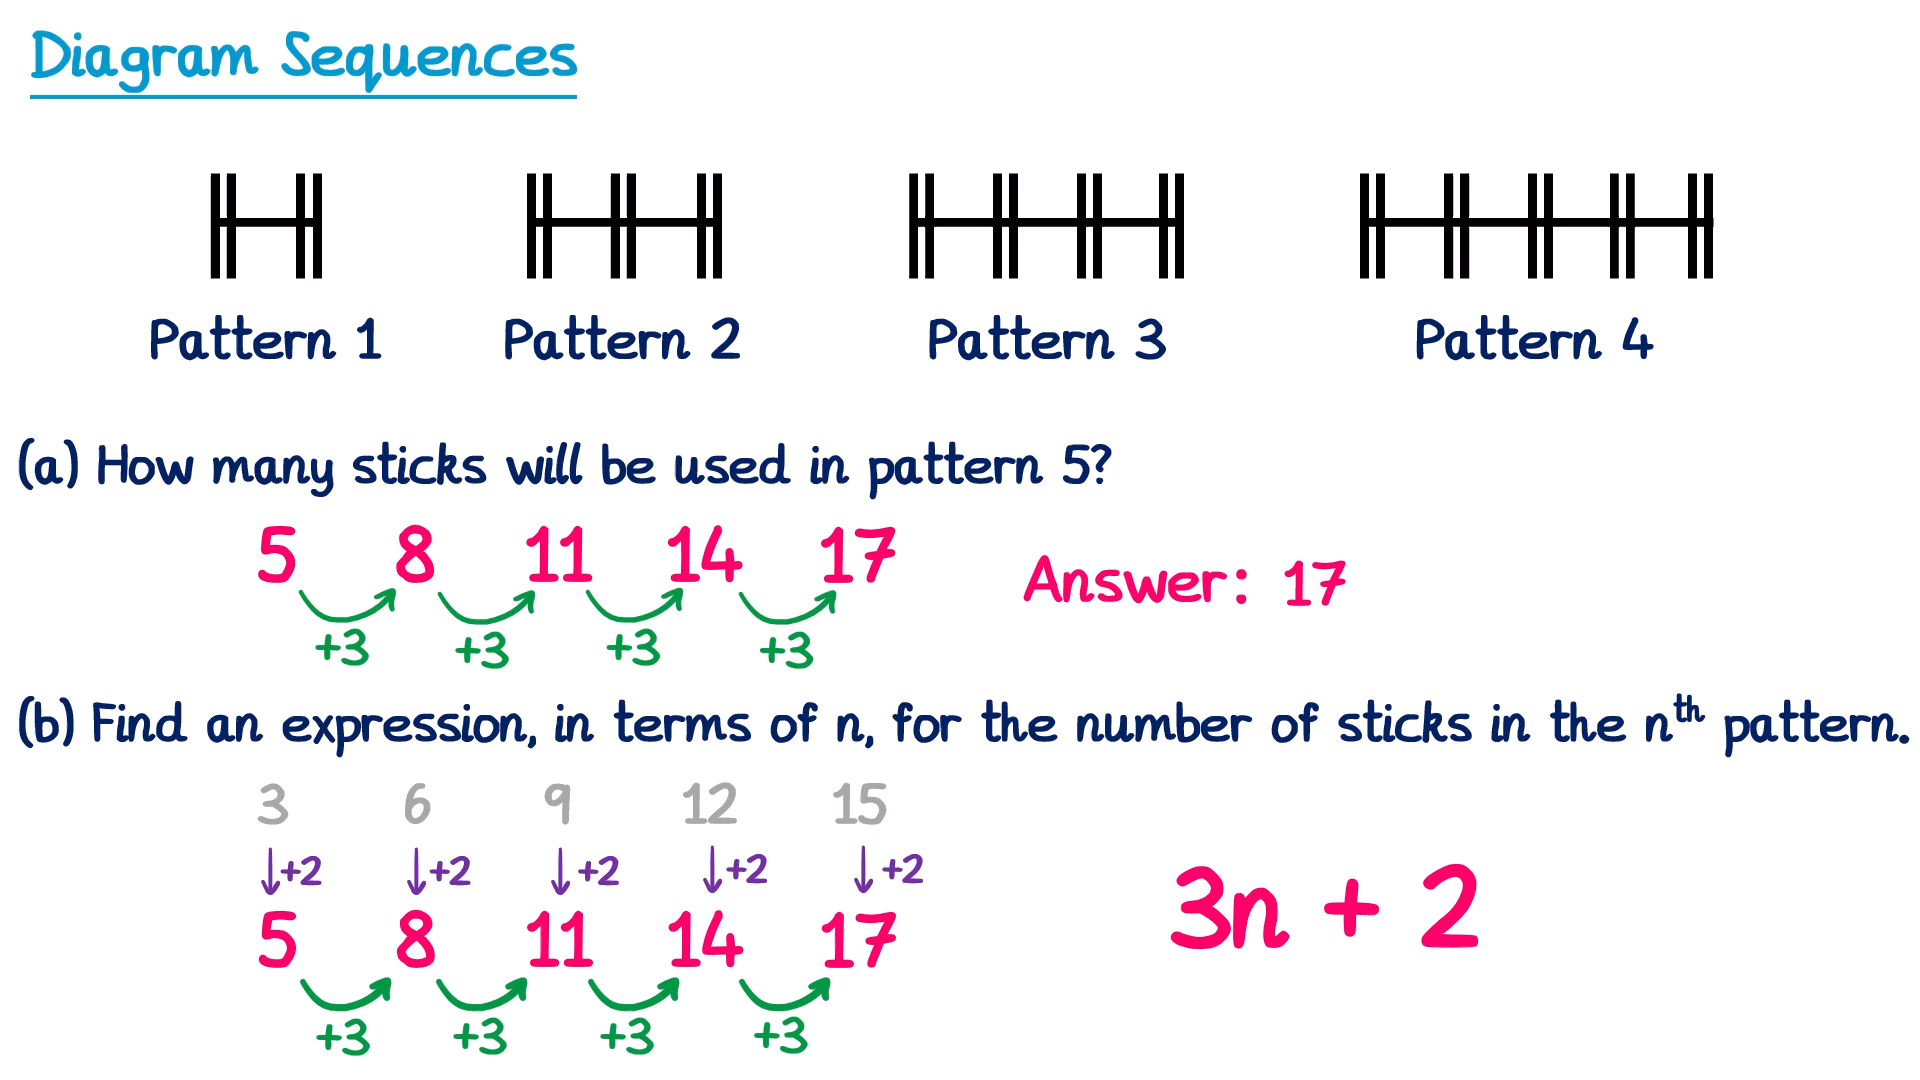 Diagram Sequences
Pattern 1 Pattern 2 Pattern 3 Pattern 4
(a) How many sticks will be used in pattern 5?
5 8 11 14 17
Answer: 17
+3 +3 +3 +3
(b) Find an expression, in terms of n, for the number of sticks in the nᵗʰ pattern.
3 6 9 12 15
+2 +2 +2 +2 +2
3n + 2
5 8 11 14 17
+3 +3 +3 +3